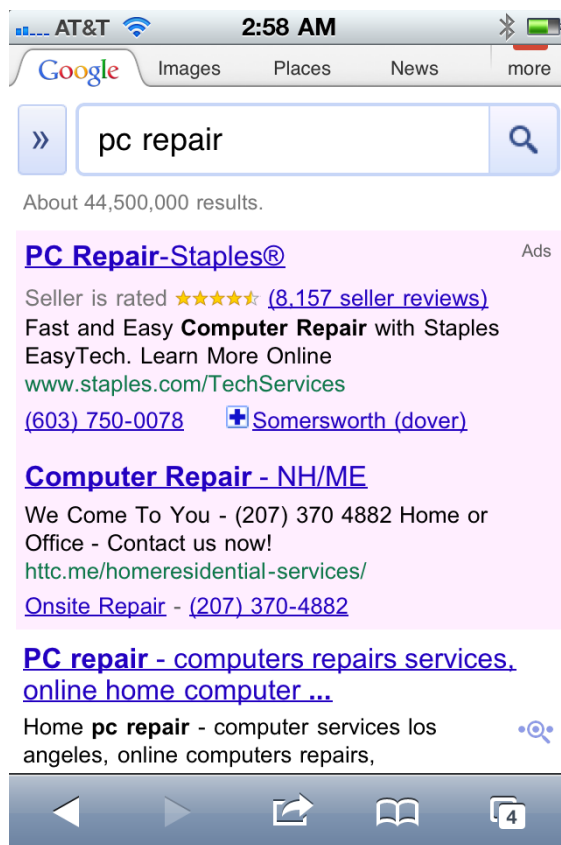 AT&T 2:58 AM
Google Images Places News more
» pc repair
About 44,500,000 results.
PC Repair-Staples® Ads
Seller is rated (8,157 seller reviews)
Fast and Easy Computer Repair with Staples
EasyTech. Learn More Online
www.staples.com/TechServices
(603) 750-0078 Somersworth (dover)
Computer Repair - NH/ME
We Come To You - (207) 370 4882 Home or
Office - Contact us now!
httc.me/homeresidential-services/
Onsite Repair - (207) 370-4882
PC repair - computers repairs services,
online home computer ...
Home pc repair - computer services los
angeles, online computers repairs,
4